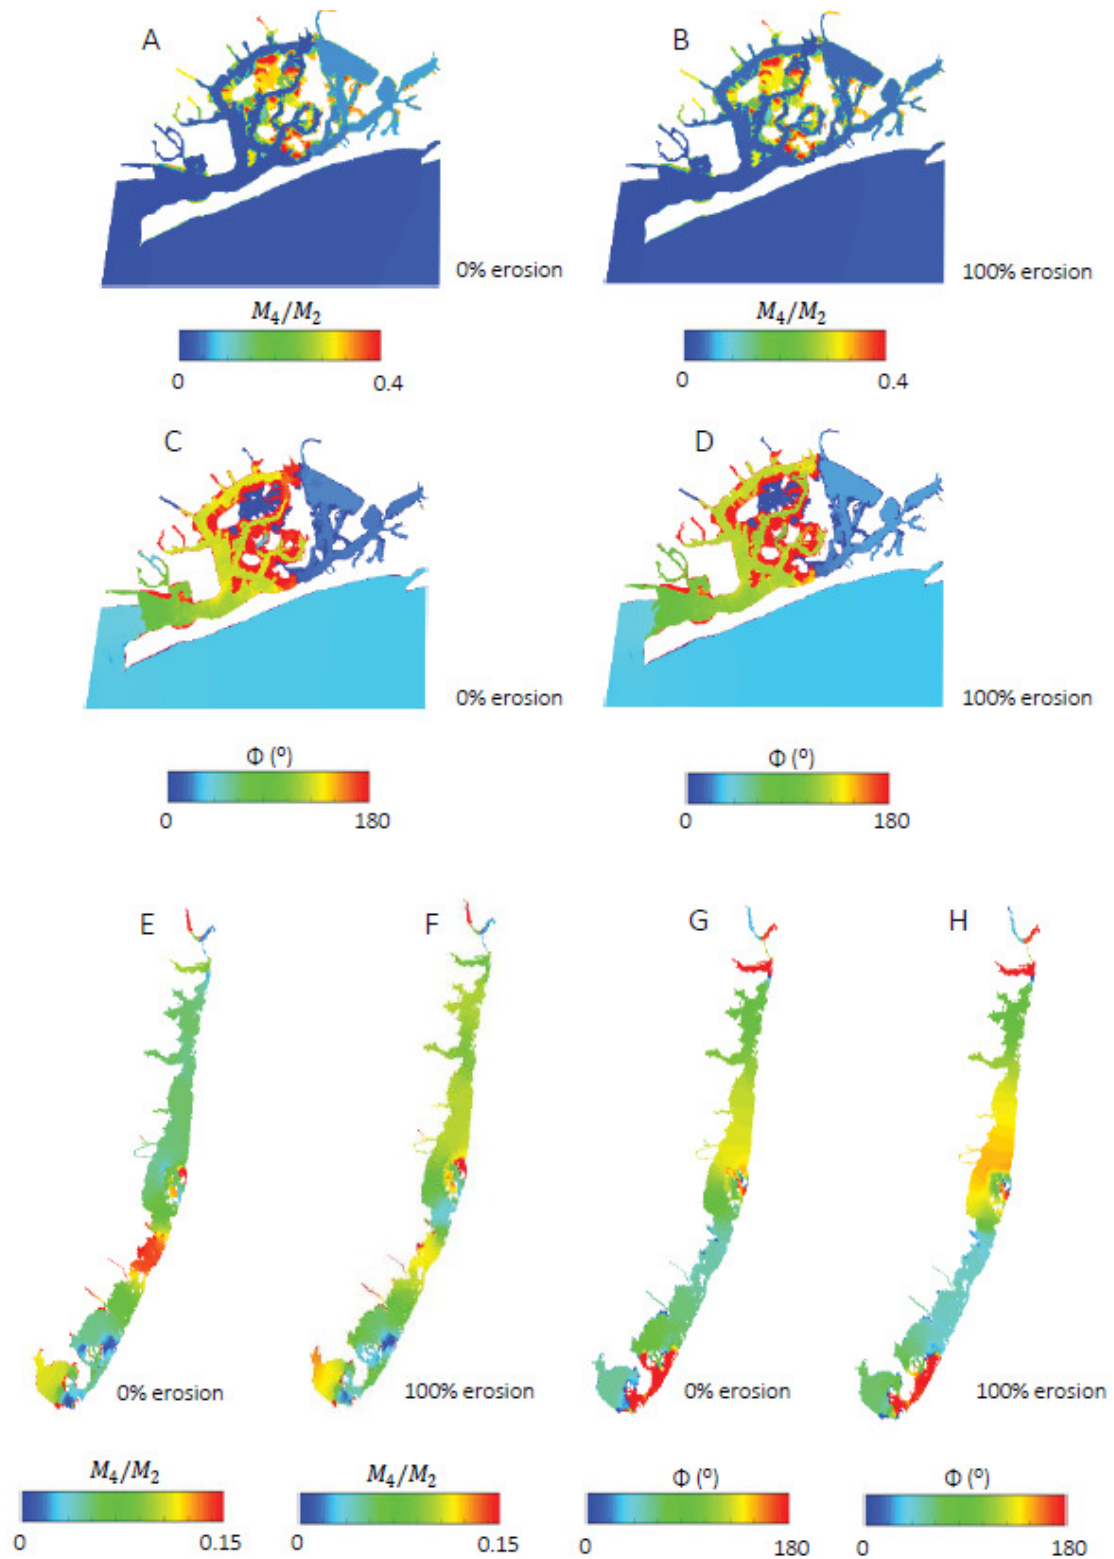 A
B
0% erosion
100% erosion
M₄/M₂
M₄/M₂
0
0.4
0
0.4
C
D
0% erosion
100% erosion
Φ (º)
Φ (º)
0
180
0
180
E
F
G
H
0% erosion
100% erosion
0% erosion
100% erosion
M₄/M₂
M₄/M₂
Φ (º)
Φ (º)
0
0.15
0
0.15
0
180
0
180